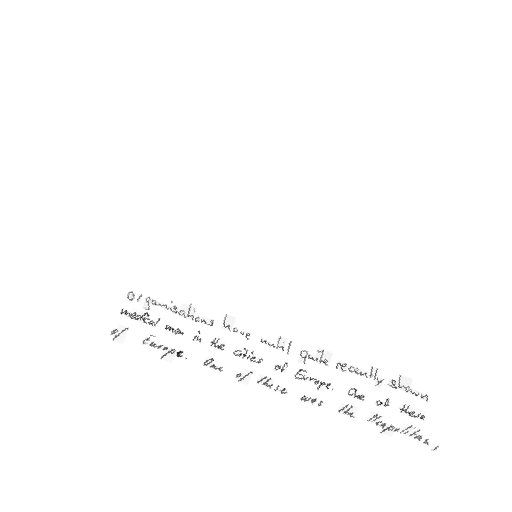 Organisations have until quite recently shown
medical men in the cities of Europe. One of these
of Europe. One of these was the Hospitallers